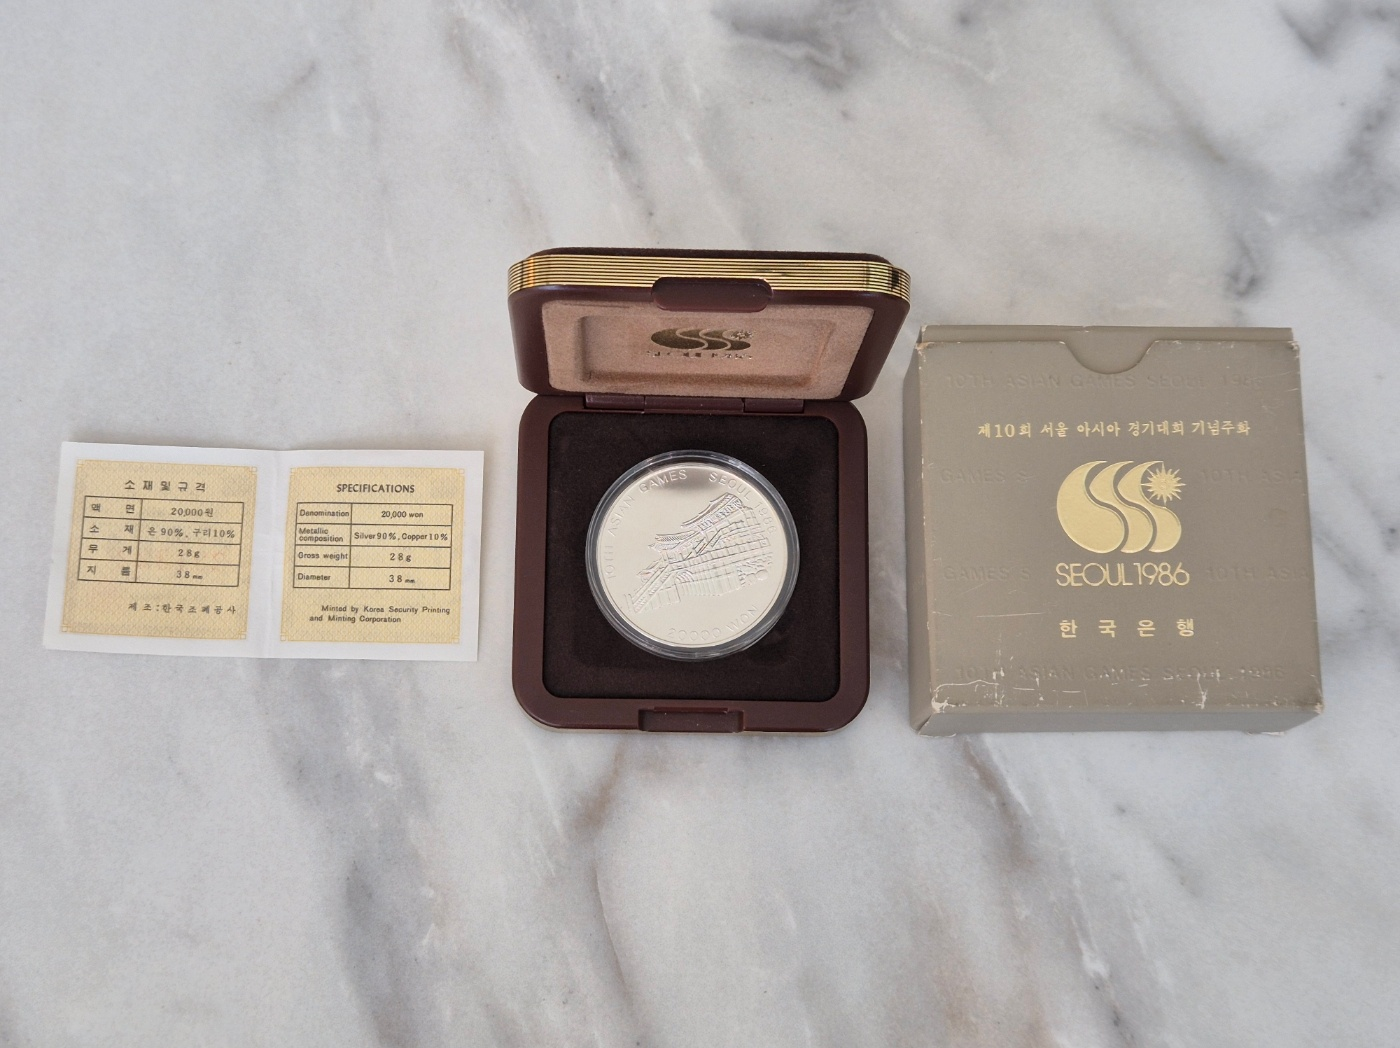 소 재 및 규 격
액 면 20,000원
소 재 은 90%, 구리10%
무 게 28g
지 름 38mm
제 조 : 한국조폐공사
SPECIFICATIONS
Denomination 20,000 won
Metallic composition Silver 90%, Copper 10%
Gross weight 28g
Diameter 38mm
Minted by Korea Security Printing
and Minting Corporation
10TH ASIAN GAMES SEOUL 1986
20000 WON
10TH ASIAN GAMES SEOUL 1986
제10회 서울 아시아 경기대회 기념주화
GAMES 10TH ASIA
SEOUL 1986
GAMES 10TH ASIA
한국은행
10TH ASIAN GAMES SEOUL 1986